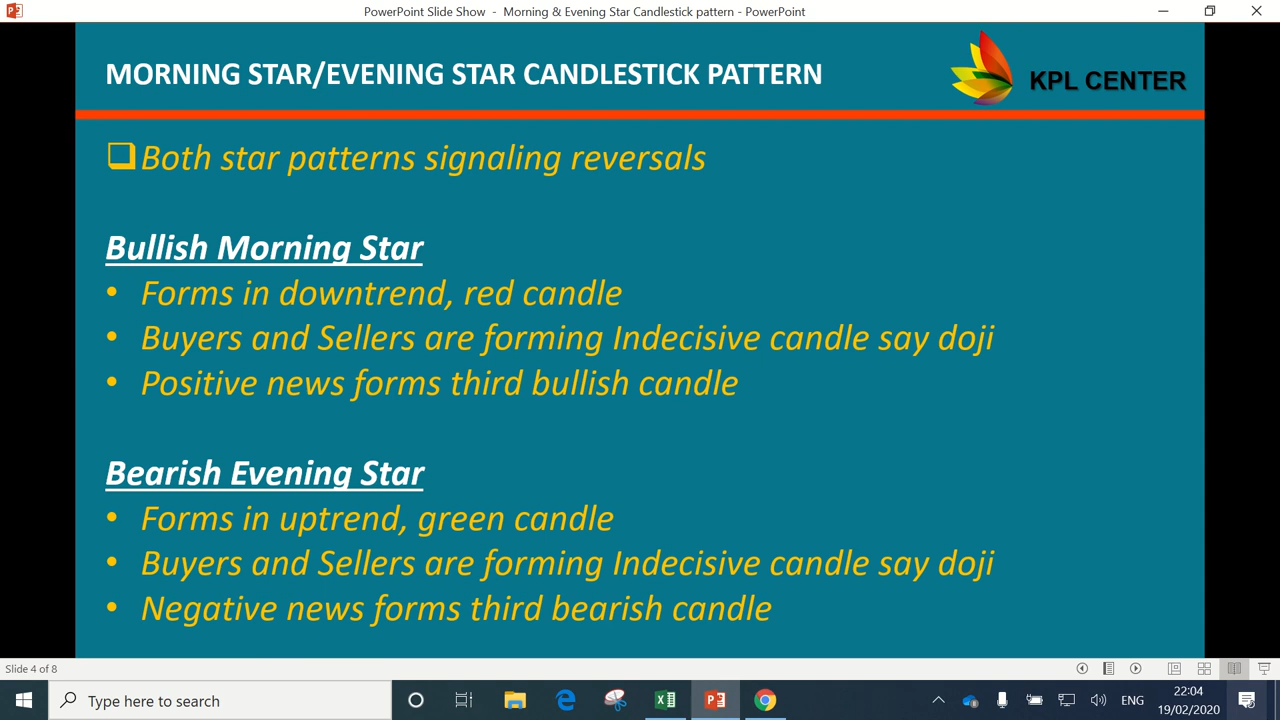 PowerPoint Slide Show - Morning & Evening Star Candlestick pattern - PowerPoint
MORNING STAR/EVENING STAR CANDLESTICK PATTERN
KPL CENTER
Both star patterns signaling reversals
Bullish Morning Star
• Forms in downtrend, red candle
• Buyers and Sellers are forming Indecisive candle say doji
• Positive news forms third bullish candle
Bearish Evening Star
• Forms in uptrend, green candle
• Buyers and Sellers are forming Indecisive candle say doji
• Negative news forms third bearish candle
Slide 4 of 8
Type here to search
ENG
22:04
19/02/2020